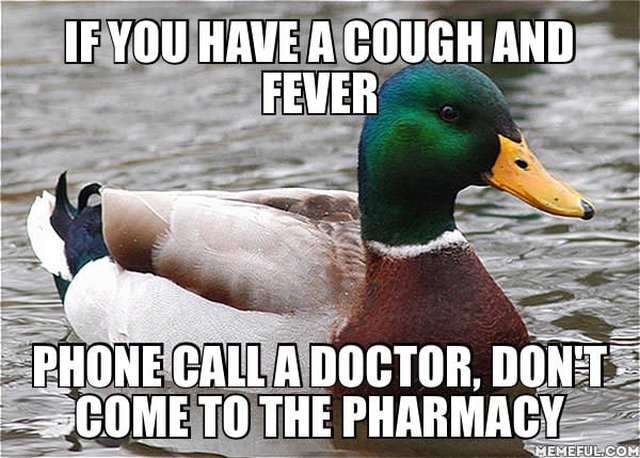 IF YOU HAVE A COUGH AND
FEVER
PHONE CALL A DOCTOR, DON'T
COME TO THE PHARMACY
MEMEFUL.COM